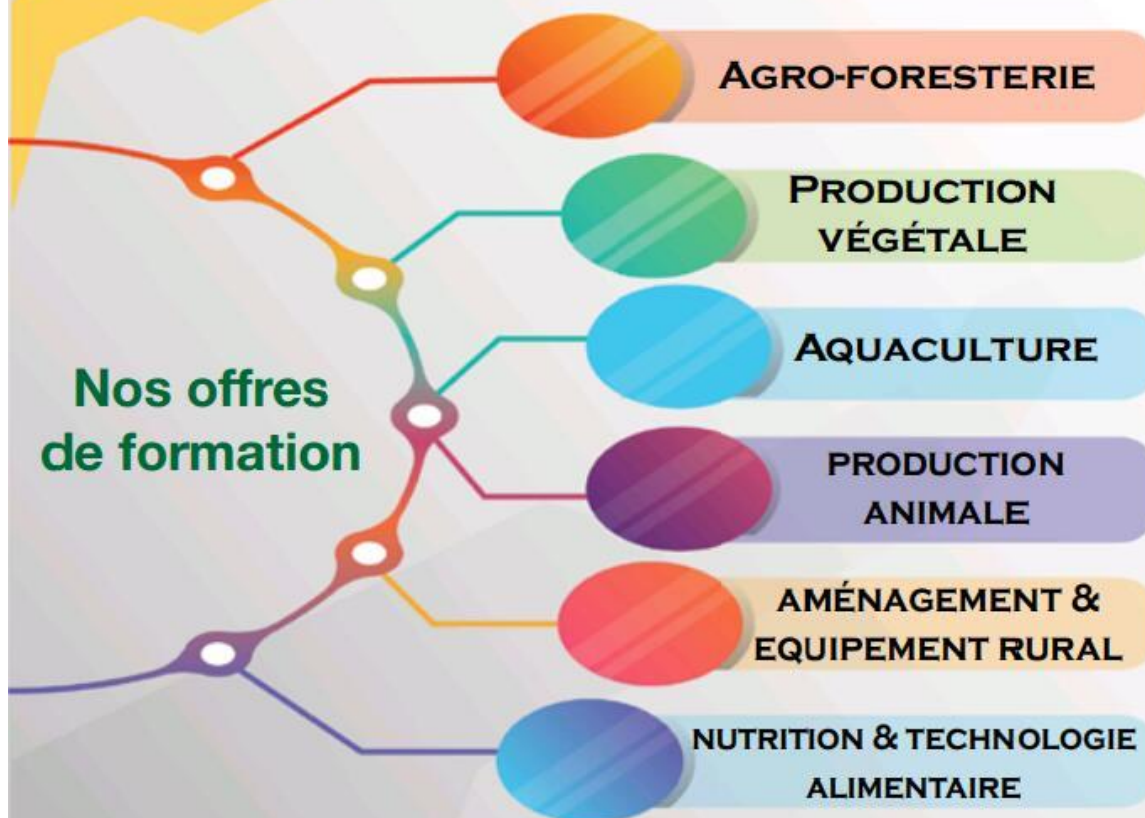 AGRO-FORESTERIE
PRODUCTION
VÉGÉTALE
AQUACULTURE
Nos offres
de formation
PRODUCTION
ANIMALE
AMÉNAGEMENT &
EQUIPEMENT RURAL
NUTRITION & TECHNOLOGIE
ALIMENTAIRE